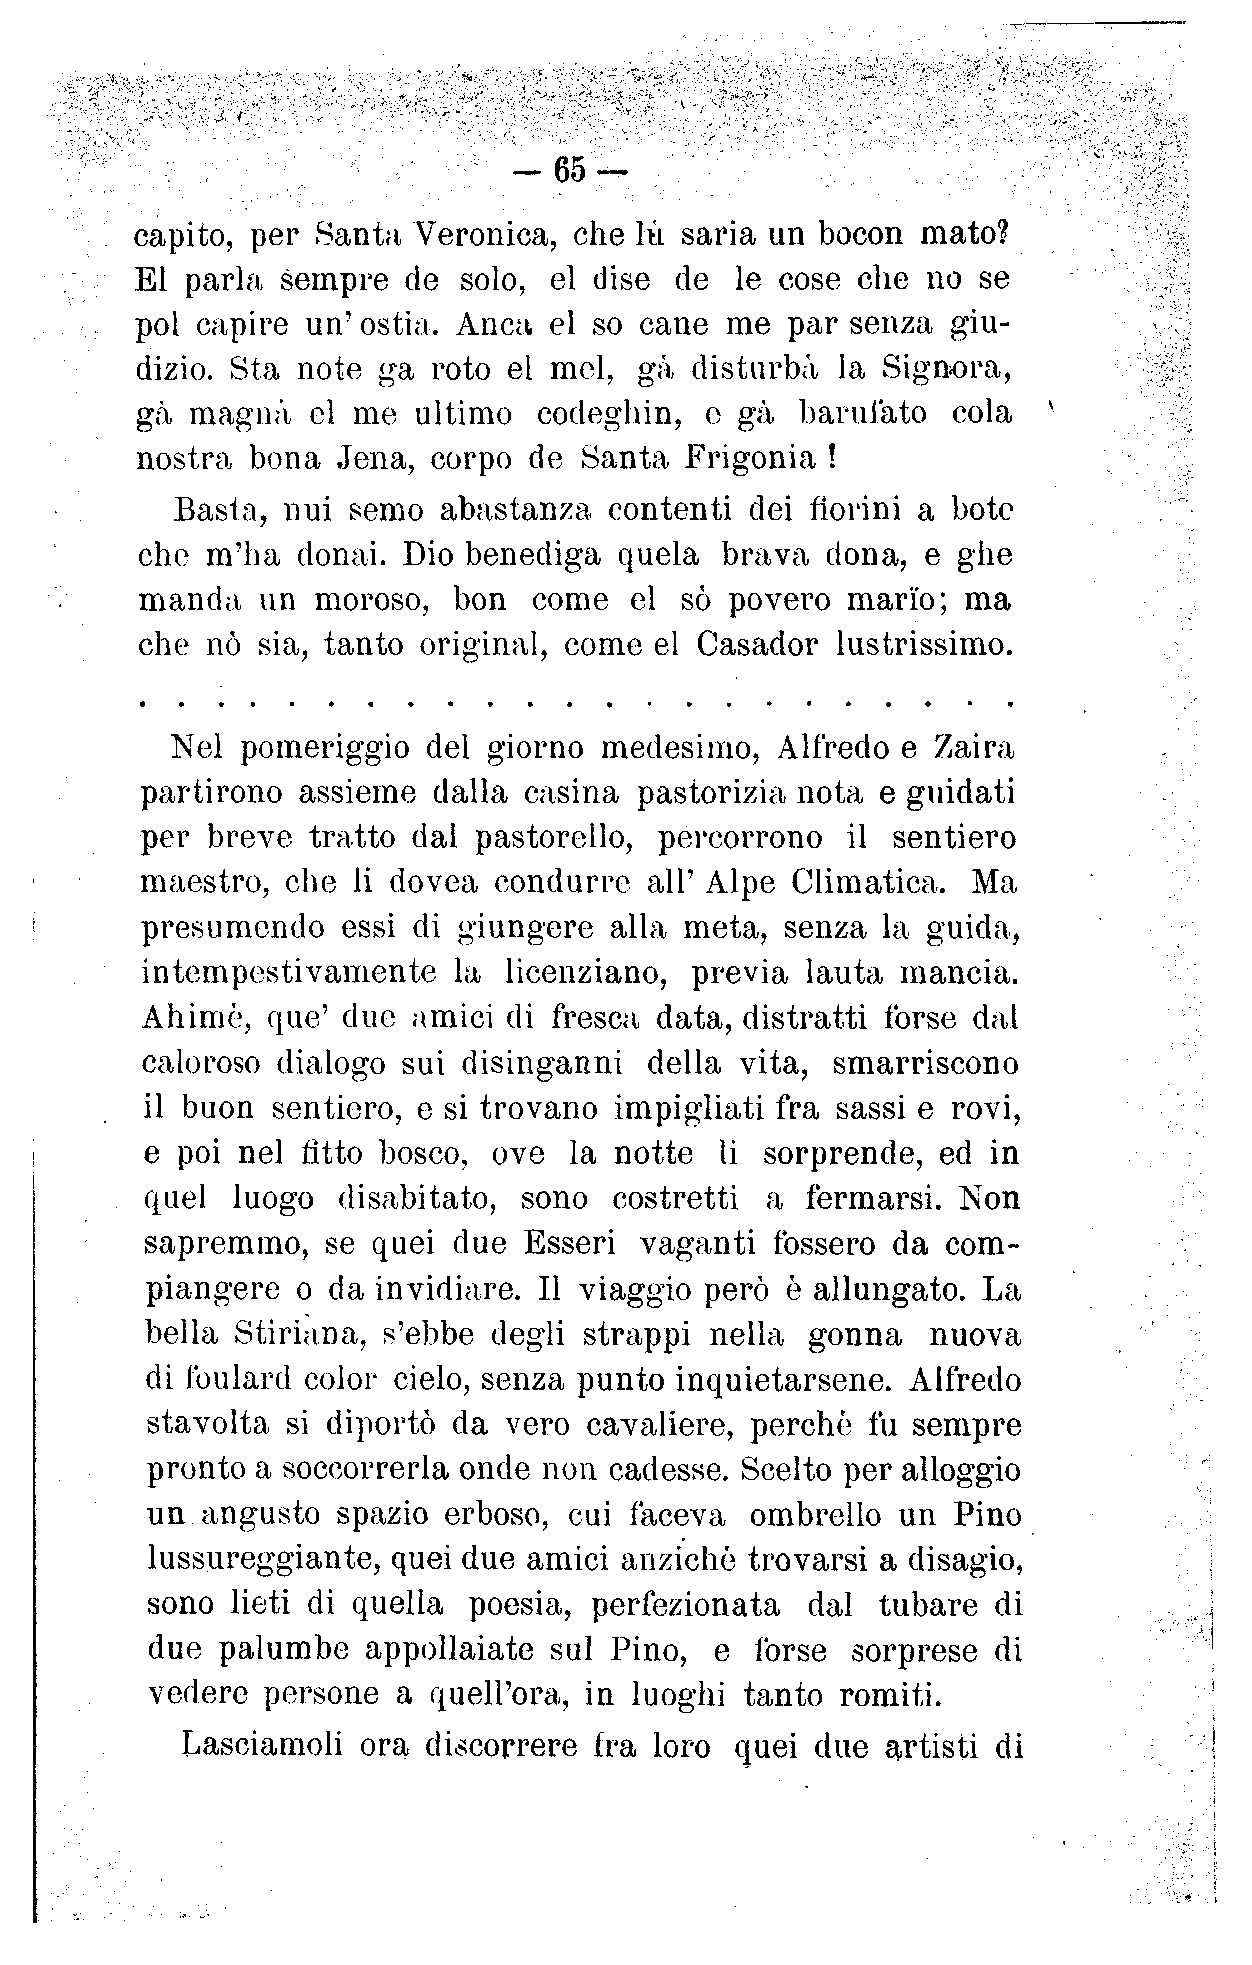 — 65 —
capito, per Santa Veronica, che lù saria un bocon mato?
El parla sempre de solo, el dise de le cose che no se
pol capire un' ostia. Anca el so cane me par senza giu-
dizio. Sta note ga roto el mel, gà disturbà la Signora,
gà magnà el me ultimo codeghin, e gà barufato cola
nostra bona Jena, corpo de Santa Frigonia !
Basta, nui semo abastanza contenti dei fiorini a bote
che m'ha donai. Dio benediga quela brava dona, e ghe
manda un moroso, bon come el sò povero marïo; ma
che nò sia, tanto original, come el Casador lustrissimo.
. . . . . . . . . . . . . . . . . . . . . . .
Nel pomeriggio del giorno medesimo, Alfredo e Zaira
partirono assieme dalla casina pastorizia nota e guidati
per breve tratto dal pastorello, percorrono il sentiero
maestro, che li dovea condurre all' Alpe Climatica. Ma
presumendo essi di giungere alla meta, senza la guida,
intempestivamente la licenziano, previa lauta mancia.
Ahimè, que' due amici di fresca data, distratti forse dal
caloroso dialogo sui disinganni della vita, smarriscono
il buon sentiero, e si trovano impigliati fra sassi e rovi,
e poi nel fitto bosco, ove la notte li sorprende, ed in
quel luogo disabitato, sono costretti a fermarsi. Non
sapremmo, se quei due Esseri vaganti fossero da com-
piangere o da invidiare. Il viaggio però è allungato. La
bella Stiriana, s'ebbe degli strappi nella gonna nuova
di foulard color cielo, senza punto inquietarsene. Alfredo
stavolta si diportò da vero cavaliere, perchè fu sempre
pronto a soccorrerla onde non cadesse. Scelto per alloggio
un angusto spazio erboso, cui faceva ombrello un Pino
lussureggiante, quei due amici anzichè trovarsi a disagio,
sono lieti di quella poesia, perfezionata dal tubare di
due palumbe appollaiate sul Pino, e forse sorprese di
vedere persone a quell'ora, in luoghi tanto romiti.
Lasciamoli ora discorrere fra loro quei due artisti di